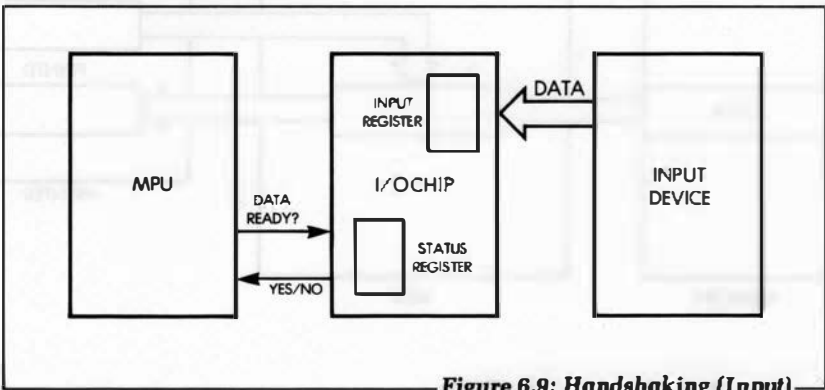 MPU
DATA
READY?
YES/NO
INPUT
REGISTER
I/OCHIP
STATUS
REGISTER
DATA
INPUT
DEVICE
Figure 6.9: Handshaking (Input)